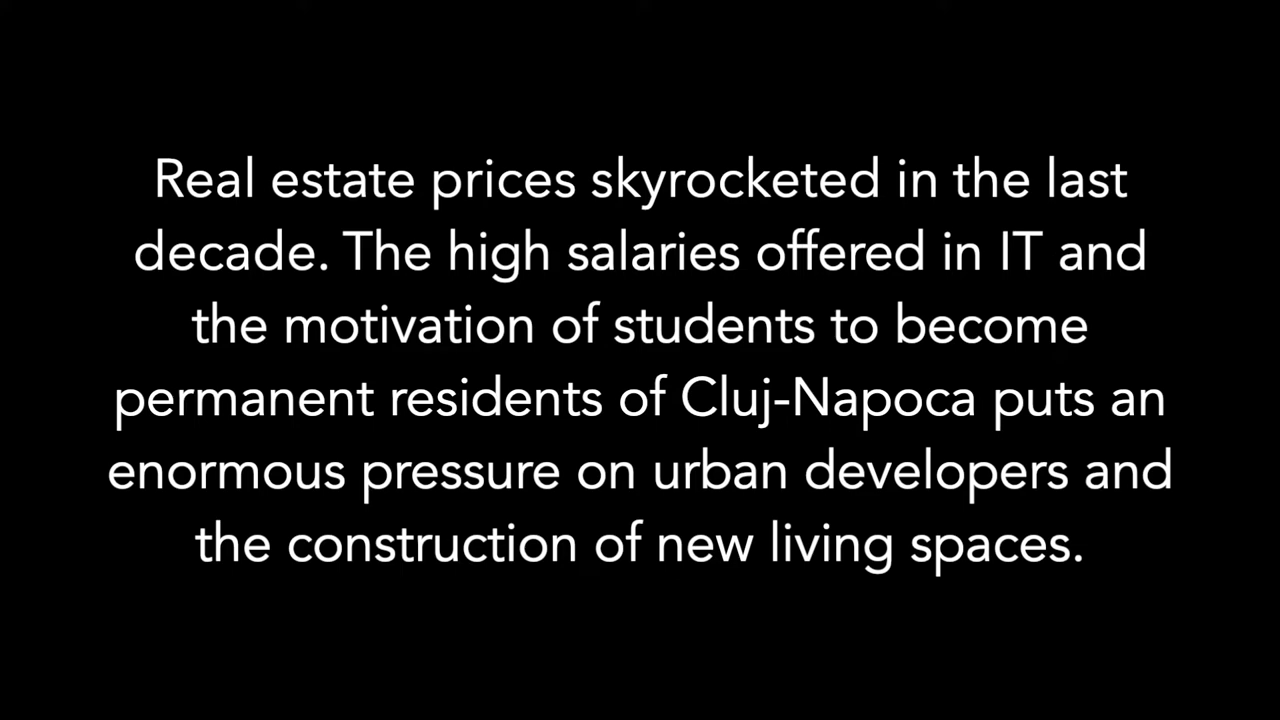 Real estate prices skyrocketed in the last
decade. The high salaries offered in IT and
the motivation of students to become
permanent residents of Cluj-Napoca puts an
enormous pressure on urban developers and
the construction of new living spaces.